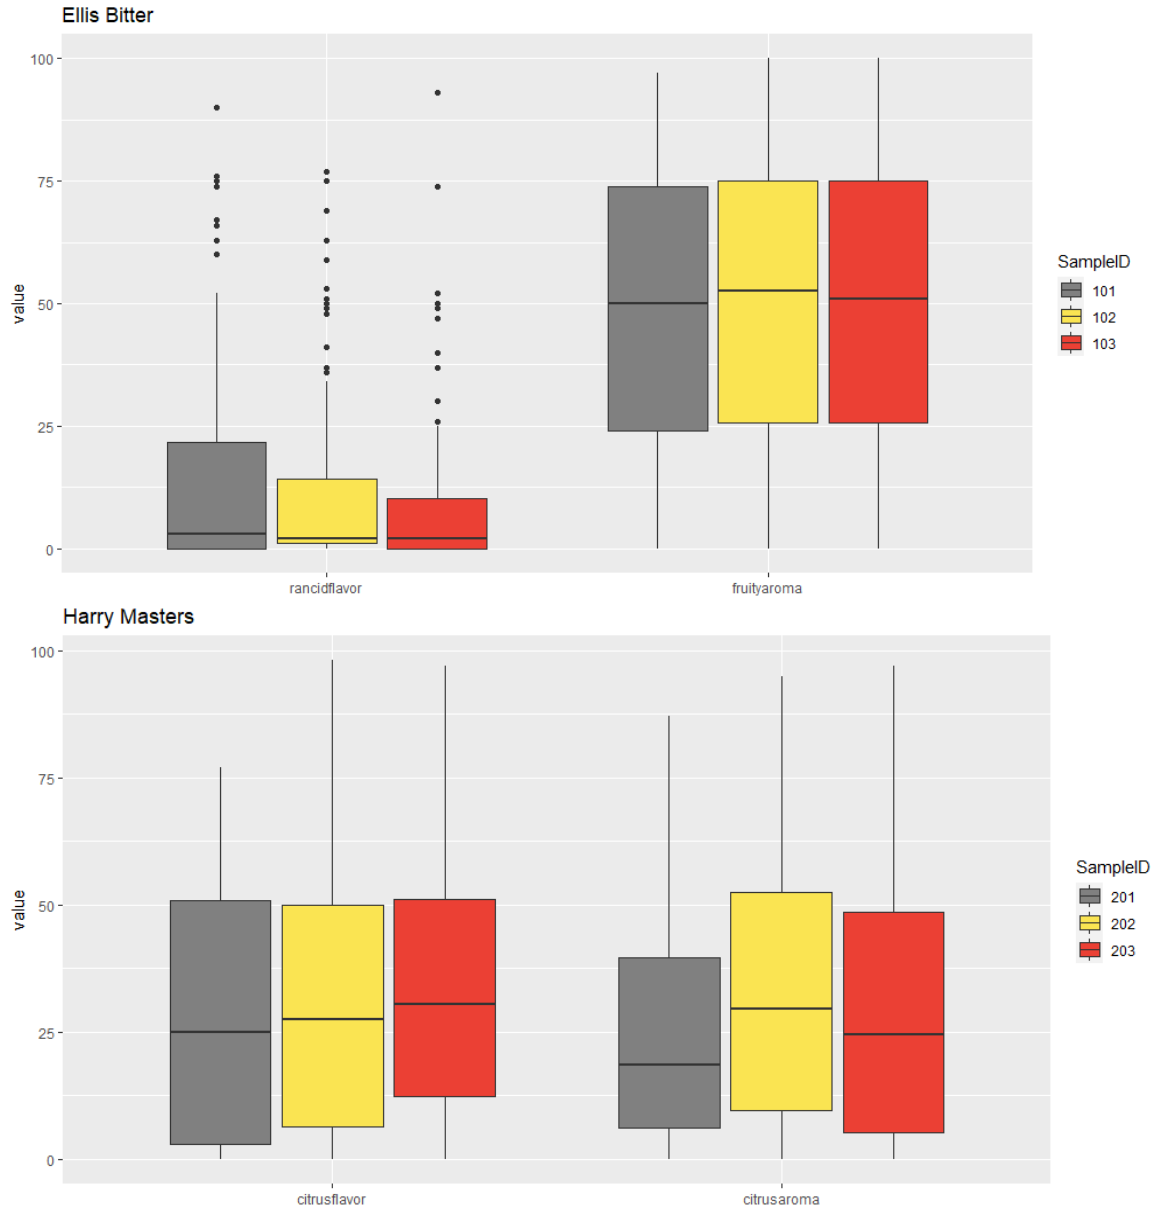 Ellis Bitter
100
75
50
25
0
value
rancidflavor
fruityaroma
SampleID
101
102
103
Harry Masters
100
75
50
25
0
value
citrusflavor
citrusaroma
SampleID
201
202
203